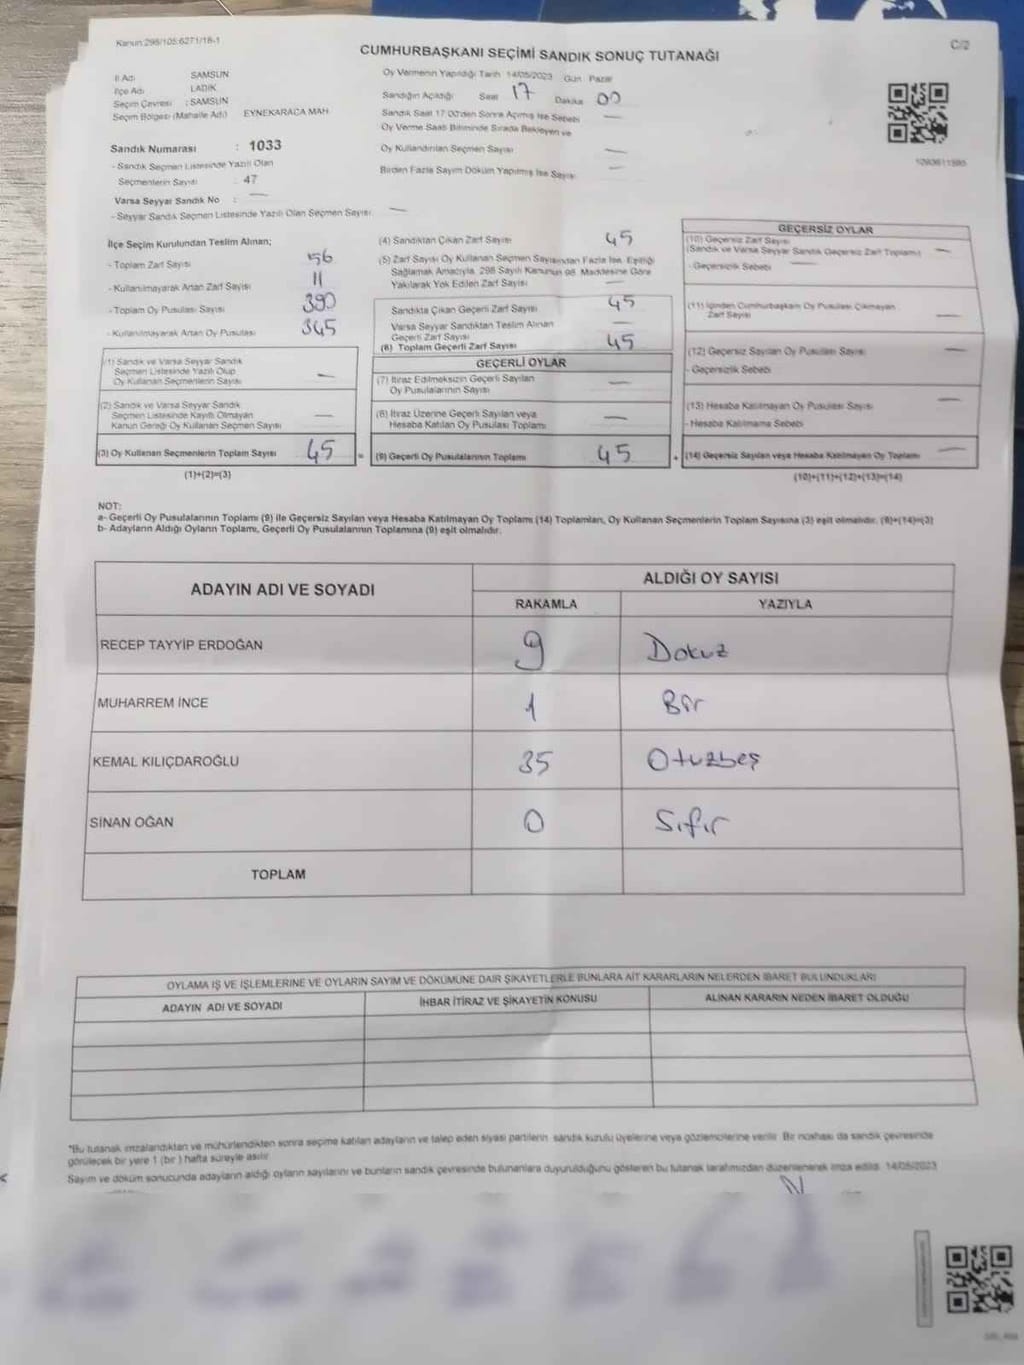 Kanun:298/105:6271/18-1
C/2
CUMHURBAŞKANI SEÇİMİ SANDIK SONUÇ TUTANAĞI
İl Adı SAMSUN
İlçe Adı LADİK
Seçim Çevresi : SAMSUN
Seçim Bölgesi (Mahalle Adı) EYNEKARACA MAH
Sandık Numarası : 1033
- Sandık Seçmen Listesinde Yazılı Olan
Seçmenlerin Sayısı : 47
Varsa Seyyar Sandık No : —
- Seyyar Sandık Seçmen Listesinde Yazılı Olan Seçmen Sayısı: —
Oy Vermenin Yapıldığı Tarih 14/05/2023 Gün Pazar
Sandığın Açıldığı Saat 17 Dakika 00
Sandık Saat 17:00'den Sonra Açılmış İse Sebebi —
Oy Verme Saati Bitiminde Sırada Bekleyen ve
Oy Kullandırılan Seçmen Sayısı —
Birden Fazla Sayım Döküm Yapılmış İse Sayısı —
İlçe Seçim Kurulundan Teslim Alınan;
- Toplam Zarf Sayısı 56
- Kullanılmayarak Artan Zarf Sayısı 11
- Toplam Oy Pusulası Sayısı 390
- Kullanılmayarak Artan Oy Pusulası 345
(1) Sandık ve Varsa Seyyar Sandık
Seçmen Listesinde Yazılı Olup
Oy Kullanan Seçmenlerin Sayısı —
(2) Sandık ve Varsa Seyyar Sandık
Seçmen Listesinde Kayıtlı Olmayan
Kanun Gereği Oy Kullanan Seçmen Sayısı —
(3) Oy Kullanan Seçmenlerin Toplam Sayısı 45 =
(1)+(2)=(3)
(4) Sandıktan Çıkan Zarf Sayısı 45
(5) Zarf Sayısı Oy Kullanan Seçmen Sayısından Fazla İse, Eşitliği
Sağlamak Amacıyla, 298 Sayılı Kanunun 98. Maddesine Göre
Yakılarak Yok Edilen Zarf Sayısı —
Sandıkta Çıkan Geçerli Zarf Sayısı 45
Varsa Seyyar Sandıktan Teslim Alınan
Geçerli Zarf Sayısı —
(6) Toplam Geçerli Zarf Sayısı 45
GEÇERLİ OYLAR
(7) İtiraz Edilmeksizin Geçerli Sayılan
Oy Pusulalarının Sayısı —
(8) İtiraz Üzerine Geçerli Sayılan veya
Hesaba Katılan Oy Pusulası Toplamı —
(9) Geçerli Oy Pusulalarının Toplamı 45 +
GEÇERSİZ OYLAR
(10) Geçersiz Zarf Sayısı
(Sandık ve Varsa Seyyar Sandık Geçersiz Zarf Toplamı) —
- Geçersizlik Sebebi —
(11) İçinden Cumhurbaşkanı Oy Pusulası Çıkmayan
Zarf Sayısı —
(12) Geçersiz Sayılan Oy Pusulası Sayısı —
- Geçersizlik Sebebi
(13) Hesaba Katılmayan Oy Pusulası Sayısı —
- Hesaba Katılmama Sebebi
(14) Geçersiz Sayılan veya Hesaba Katılmayan Oy Toplamı —
(10)+(11)+(12)+(13)=(14)
NOT:
a- Geçerli Oy Pusulalarının Toplamı (9) ile Geçersiz Sayılan veya Hesaba Katılmayan Oy Toplamı (14) Toplamları, Oy Kullanan Seçmenlerin Toplam Sayısına (3) eşit olmalıdır. (9)+(14)=(3)
b- Adayların Aldığı Oyların Toplamı, Geçerli Oy Pusulalarının Toplamına (9) eşit olmalıdır.
ADAYIN ADI VE SOYADI ALDIĞI OY SAYISI
RAKAMLA YAZIYLA
RECEP TAYYİP ERDOĞAN 9 Dokuz
MUHARREM İNCE 1 Bir
KEMAL KILIÇDAROĞLU 35 Otuzbeş
SİNAN OĞAN 0 Sıfır
TOPLAM
OYLAMA İŞ VE İŞLEMLERİNE VE OYLARIN SAYIM VE DÖKÜMÜNE DAİR ŞİKAYETLERLE BUNLARA AİT KARARLARIN NELERDEN İBARET BULUNDUKLARI
ADAYIN ADI VE SOYADI İHBAR İTİRAZ VE ŞİKAYETİN KONUSU ALINAN KARARIN NEDEN İBARET OLDUĞU
*Bu tutanak imzalandıktan ve mühürlendikten sonra seçime katılan adayların ve talep eden siyasi partilerin sandık kurulu üyelerine veya gözlemcilerine verilir. Bir nüshası da sandık çevresinde
görülecek bir yere 1 (bir ) hafta süreyle asılır.
Sayım ve döküm sonucunda adayların aldığı oyların sayılarını ve bunların sandık çevresinde bulunanlara duyurulduğunu gösteren bu tutanak tarafımızdan düzenlenerek imza edildi. 14/05/2023